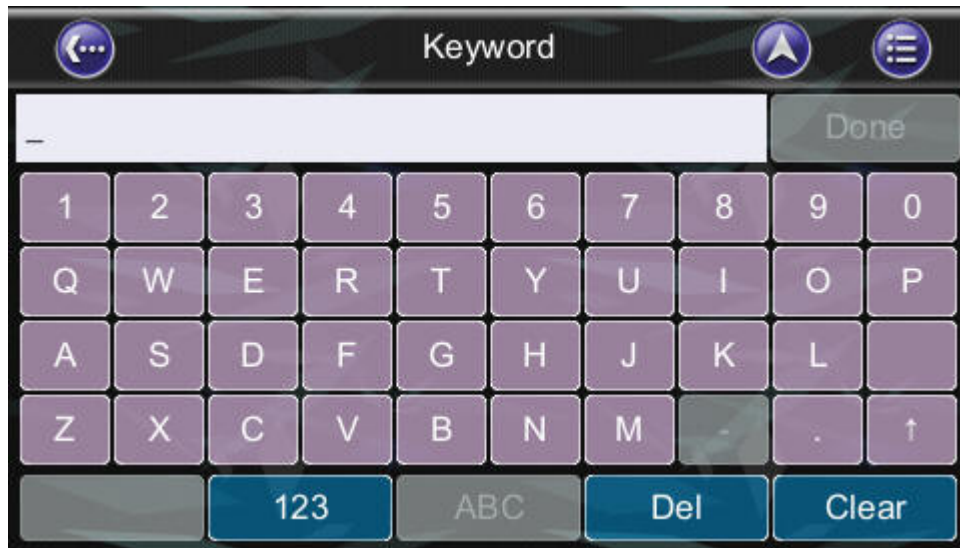 Keyword
_
Done
1 2 3 4 5 6 7 8 9 0
Q W E R T Y U I O P
A S D F G H J K L
Z X C V B N M - . ↑
123 ABC Del Clear